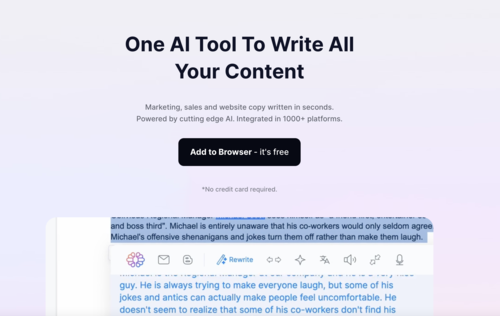 One AI Tool To Write All
Your Content
Marketing, sales and website copy written in seconds.
Powered by cutting edge AI. Integrated in 1000+ platforms.
Add to Browser - it's free
*No credit card required.
and boss third". Michael is entirely unaware that his co-workers would only seldom agree
Michael's offensive shenanigans and jokes turn them off rather than make them laugh.
Rewrite
guy. He is always trying to make everyone laugh, but some of his
jokes and antics can actually make people feel uncomfortable. He
doesn't seem to realize that some of his co-workers don't find his